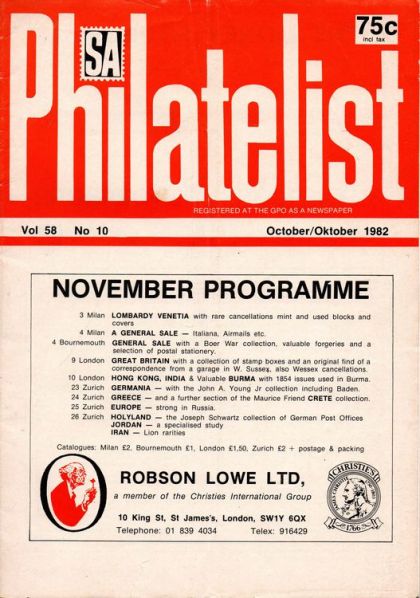 75c
incl tax
SA
Philatelist
REGISTERED AT THE GPO AS A NEWSPAPER
Vol 58 No 10 October/Oktober 1982
NOVEMBER PROGRAMME
3 Milan LOMBARDY VENETIA with rare cancellations mint and used blocks and
covers
4 Milan A GENERAL SALE — Italiana, Airmails etc.
4 Bournemouth GENERAL SALE with a Boer War collection, valuable forgeries and a
selection of postal stationery.
9 London GREAT BRITAIN with a collection of stamp boxes and an original find of a
correspondence from a garage in W. Sussex, also Wessex cancellations.
10 London HONG KONG, INDIA & Valuable BURMA with 1854 issues used in Burma.
23 Zurich GERMANIA — with the John A. Young Jr collection including Baden.
24 Zurich GREECE — and a further section of the Maurice Friend CRETE collection.
25 Zurich EUROPE — strong in Russia.
26 Zurich HOLYLAND — the Joseph Schwartz collection of German Post Offices
JORDAN — a specialised study
IRAN — Lion rarities
Catalogues: Milan £2, Bournemouth £1, London £1,50, Zurich £2 + postage & packing
ROBSON LOWE LTD,
a member of the Christies International Group
10 King St, St James's, London, SW1Y 6QX
Telephone: 01 839 4034 Telex: 916429
CHRISTIE'S
1766